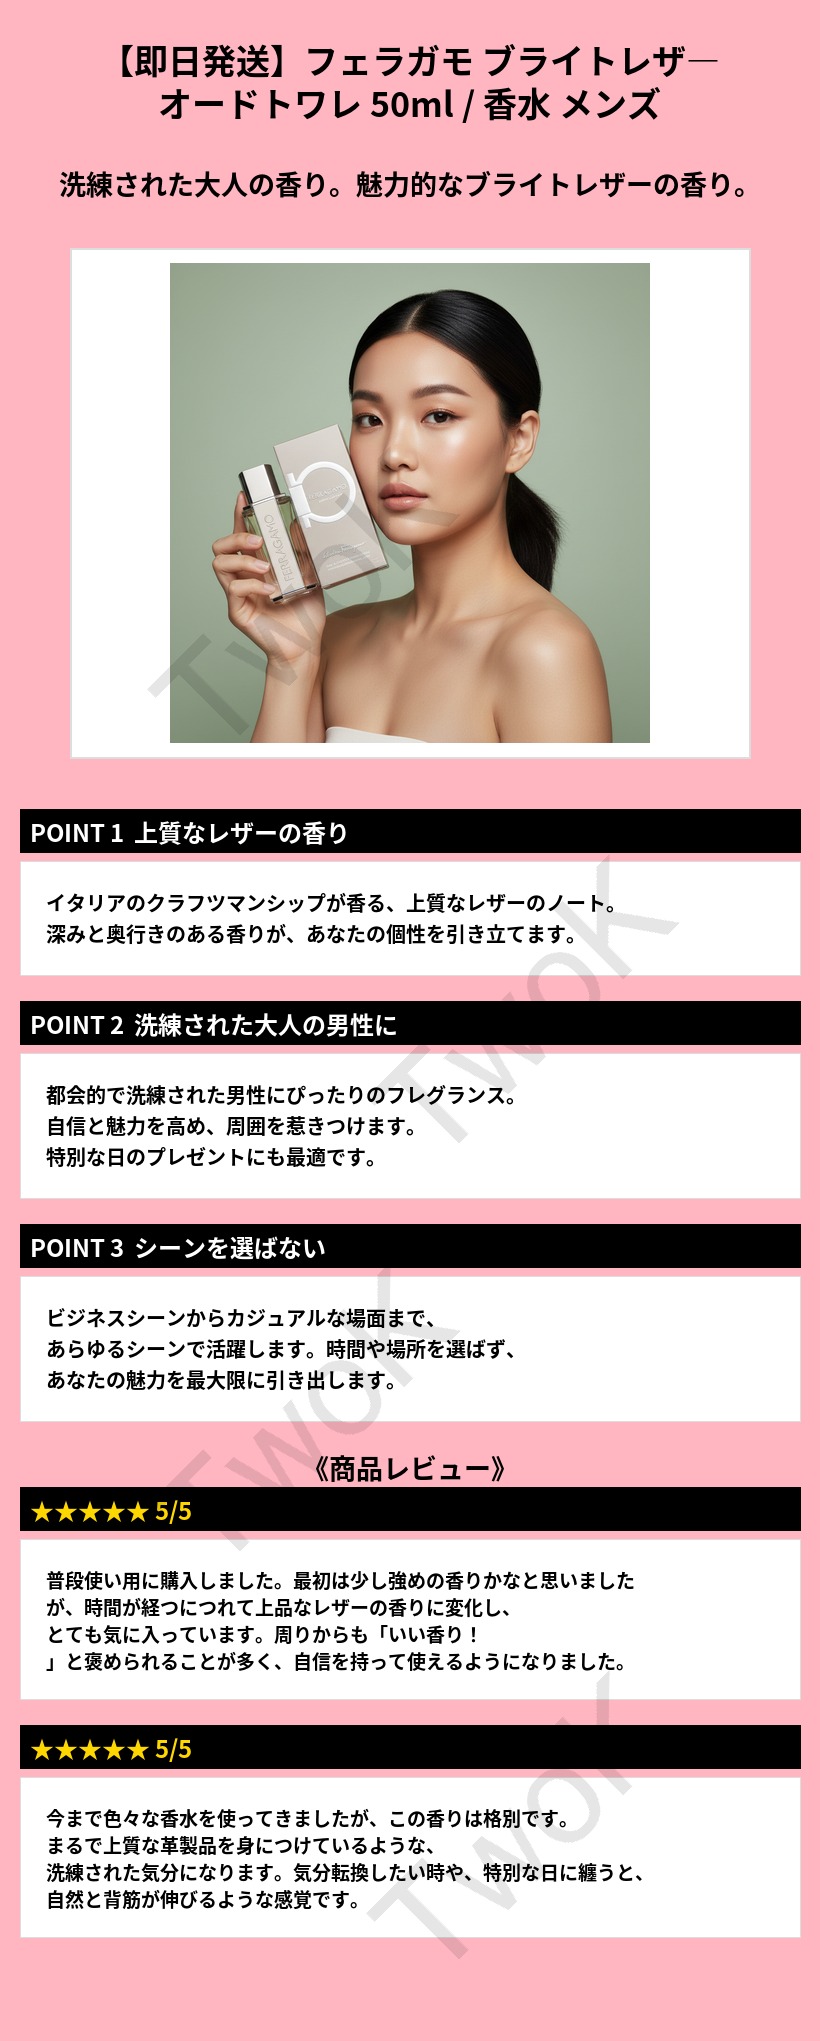 【即日発送】フェラガモ ブライトレザ―
オードトワレ 50ml / 香水 メンズ
洗練された大人の香り。魅力的なブライトレザーの香り。
FERRAGAMO
TwoK
POINT 1 上質なレザーの香り
イタリアのクラフツマンシップが香る、上質なレザーのノート。
深みと奥行きのある香りが、あなたの個性を引き立てます。
TwoK
POINT 2 洗練された大人の男性に
都会的で洗練された男性にぴったりのフレグランス。
自信と魅力を高め、周囲を惹きつけます。
特別な日のプレゼントにも最適です。
POINT 3 シーンを選ばない
ビジネスシーンからカジュアルな場面まで、
あらゆるシーンで活躍します。時間や場所を選ばず、
あなたの魅力を最大限に引き出します。
TwoK
《商品レビュー》
★★★★★ 5/5
普段使い用に購入しました。最初は少し強めの香りかなと思いました
が、時間が経つにつれて上品なレザーの香りに変化し、
とても気に入っています。周りからも「いい香り！
」と褒められることが多く、自信を持って使えるようになりました。
★★★★★ 5/5
今まで色々な香水を使ってきましたが、この香りは格別です。
まるで上質な革製品を身につけているような、
洗練された気分になります。気分転換したい時や、特別な日に纏うと、
自然と背筋が伸びるような感覚です。
TwoK